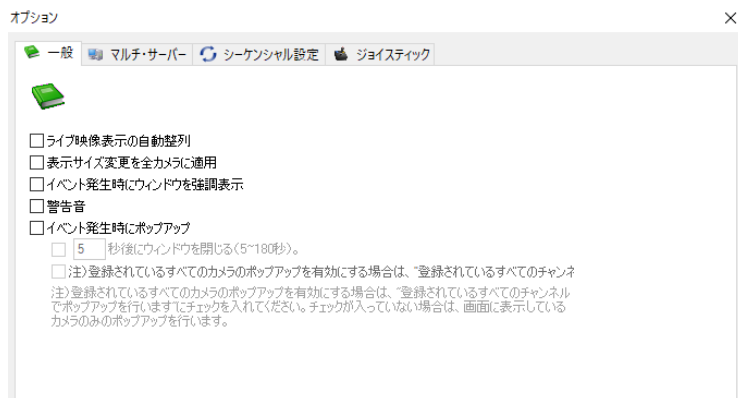 オプション
一般 マルチ・サーバー シーケンシャル設定 ジョイスティック
ライブ映像表示の自動整列
表示サイズ変更を全カメラに適用
イベント発生時にウィンドウを強調表示
警告音
イベント発生時にポップアップ
5 秒後にウィンドウを閉じる(5~180秒)。
注)登録されているすべてのカメラのポップアップを有効にする場合は、"登録されているすべてのチャンネ
注)登録されているすべてのカメラのポップアップを有効にする場合は、"登録されているすべてのチャンネル
でポップアップを行います"にチェックを入れてください。チェックが入っていない場合は、画面に表示している
カメラのみのポップアップを行います。